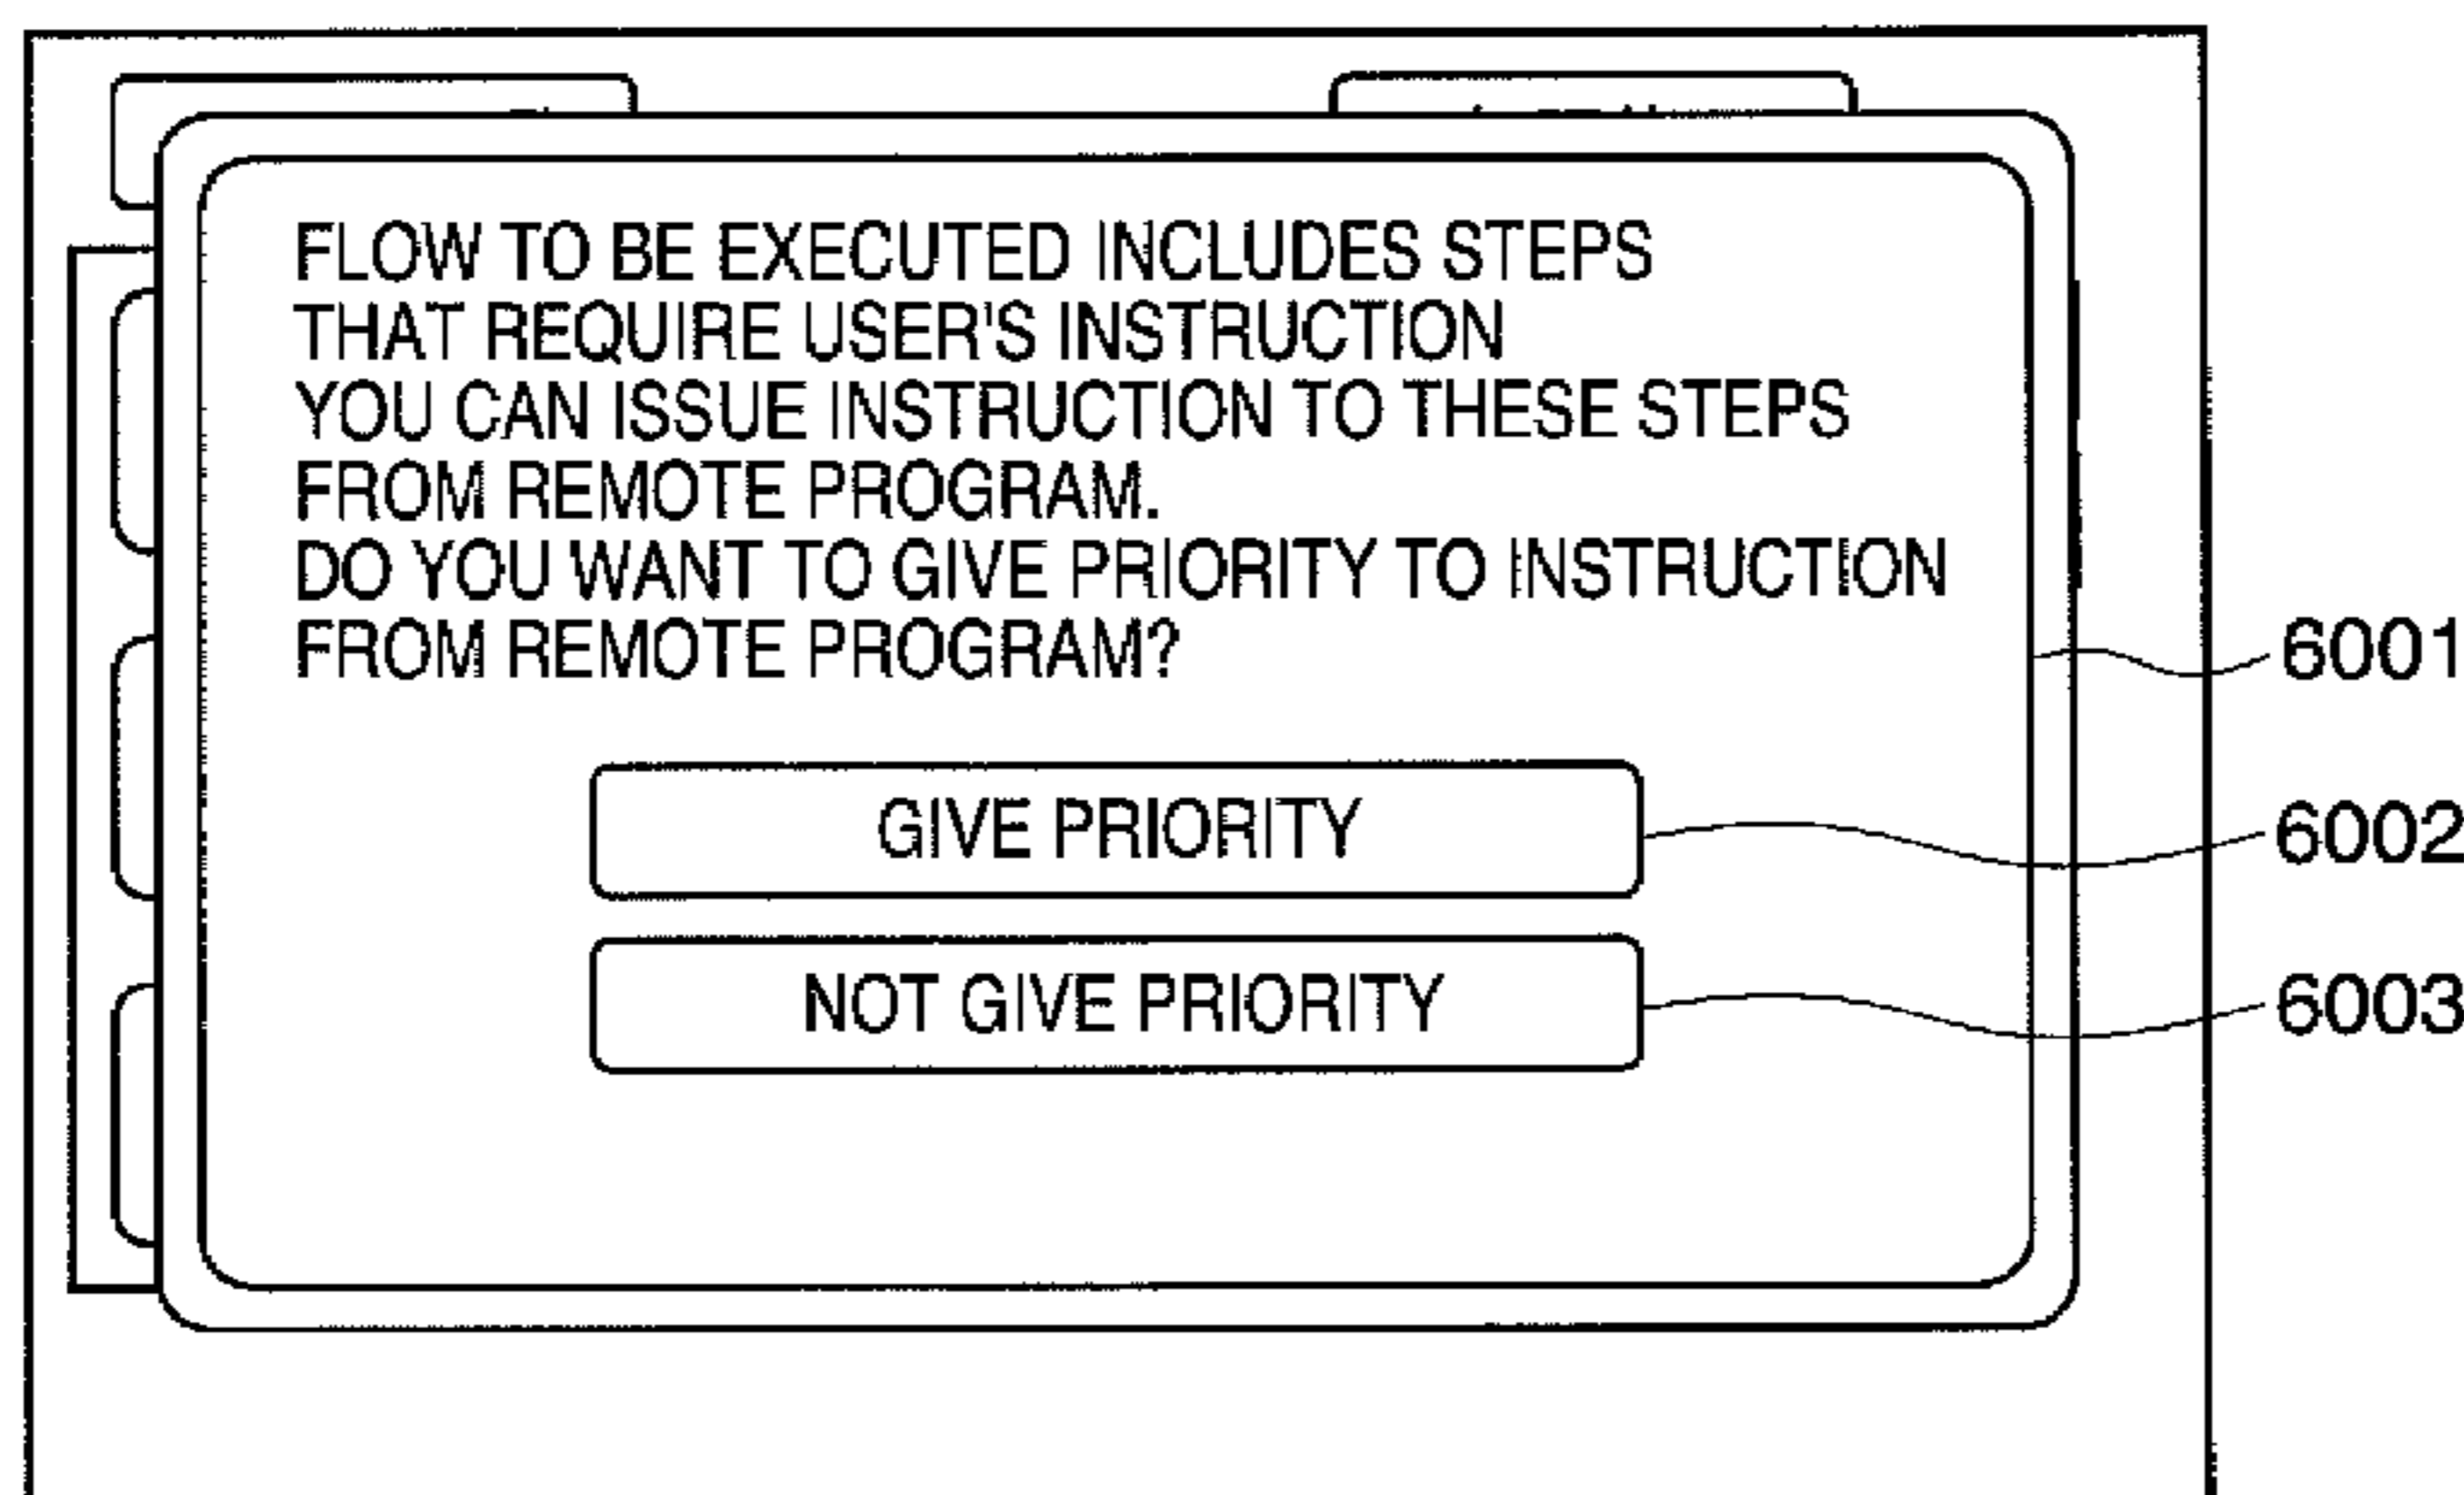 FLOW TO BE EXECUTED INCLUDES STEPS
THAT REQUIRE USER'S INSTRUCTION
YOU CAN ISSUE INSTRUCTION TO THESE STEPS
FROM REMOTE PROGRAM.
DO YOU WANT TO GIVE PRIORITY TO INSTRUCTION
FROM REMOTE PROGRAM?
6001
GIVE PRIORITY
6002
NOT GIVE PRIORITY
6003